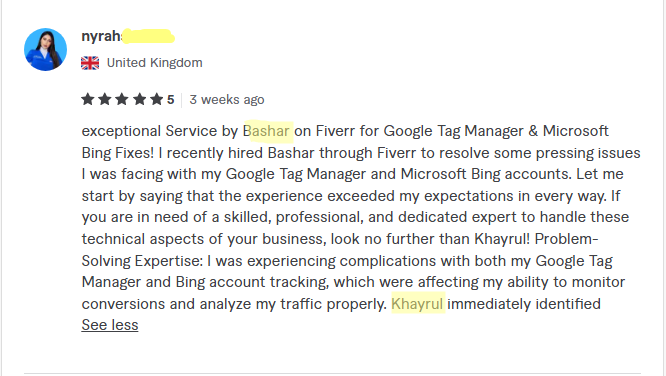 nyrah
United Kingdom
5 3 weeks ago
exceptional Service by Bashar on Fiverr for Google Tag Manager & Microsoft
Bing Fixes! I recently hired Bashar through Fiverr to resolve some pressing issues
I was facing with my Google Tag Manager and Microsoft Bing accounts. Let me
start by saying that the experience exceeded my expectations in every way. If
you are in need of a skilled, professional, and dedicated expert to handle these
technical aspects of your business, look no further than Khayrul! Problem-
Solving Expertise: I was experiencing complications with both my Google Tag
Manager and Bing account tracking, which were affecting my ability to monitor
conversions and analyze my traffic properly. Khayrul immediately identified
See less